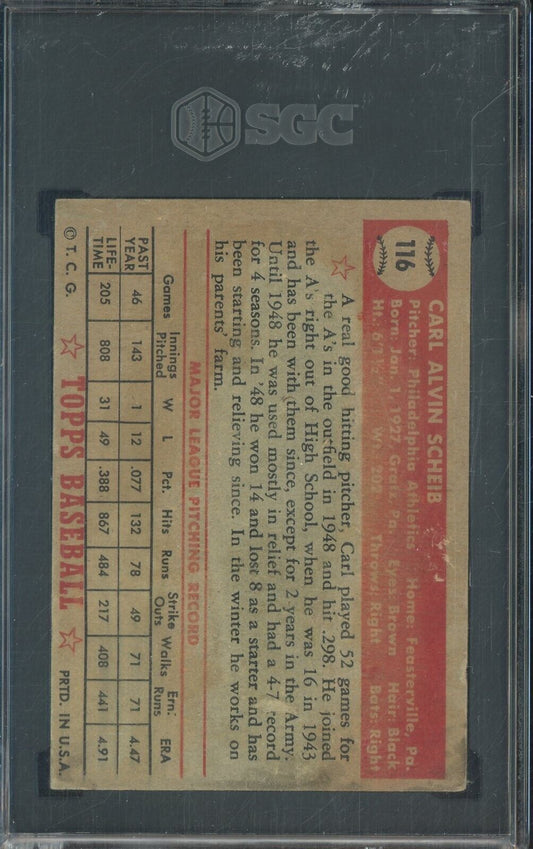 SGC
116
CARL ALVIN SCHEIB
Pitcher: Philadelphia Athletics Home: Feasterville, Pa.
Born: Jan. 1, 1927, Gratz, Pa. Eyes: Brown Hair: Black
Ht.: 6/1½ Wt.: 202 Throws: Right Bats: Right
A real good hitting pitcher, Carl played 52 games for
the A's in the outfield in 1948 and hit .298. He joined
the A's right out of High School, when he was 16 in 1943
and has been with them since, except for 2 years in the Army.
Until 1948 he was used mostly in relief and had a 4-7 record
for 4 seasons. In '48 he won 14 and lost 8 as a starter and has
been starting and relieving since. In the winter he works on
his parents' farm.
MAJOR LEAGUE PITCHING RECORD
Games Innings Pitched W L Pct. Hits Runs Strike Outs Walks Ern: Runs ERA
PAST YEAR 46 143 1 12 .077 132 78 49 71 71 4.47
LIFE-TIME 205 808 31 49 .388 867 484 217 408 441 4.91
© T. C. G. TOPPS BASEBALL PRTD. IN U.S.A.